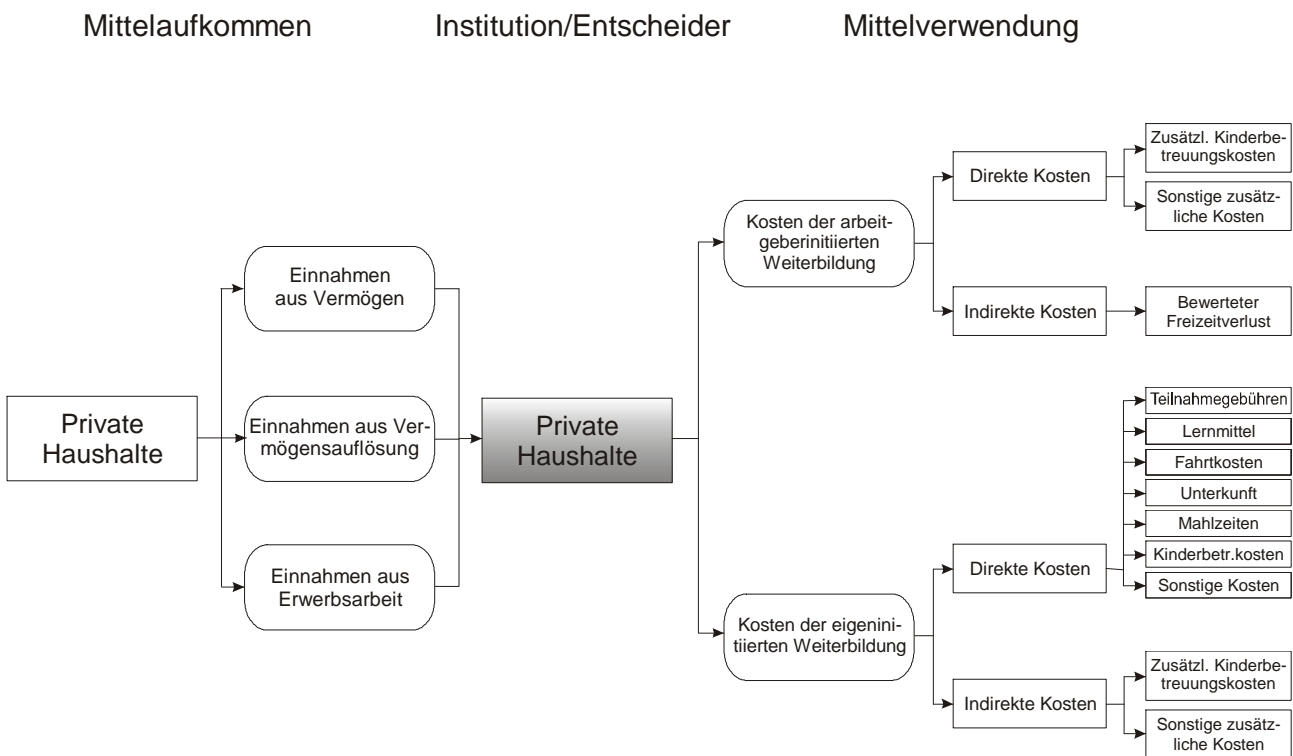 Mittelaufkommen Institution/Entscheider Mittelverwendung
Private
Haushalte
Einnahmen
aus Vermögen
Einnahmen aus Ver-
mögensauflösung
Einnahmen aus
Erwerbsarbeit
Private
Haushalte
Kosten der arbeit-
geberinitiierten
Weiterbildung
Direkte Kosten
Zusätzl. Kinderbe-
treuungskosten
Sonstige zusätz-
liche Kosten
Indirekte Kosten
Bewerteter
Freizeitverlust
Kosten der eigenini-
tiierten Weiterbildung
Direkte Kosten
Teilnahmegebühren
Lernmittel
Fahrtkosten
Unterkunft
Mahlzeiten
Kinderbetr.kosten
Sonstige Kosten
Indirekte Kosten
Zusätzl. Kinderbe-
treuungskosten
Sonstige zusätz-
liche Kosten